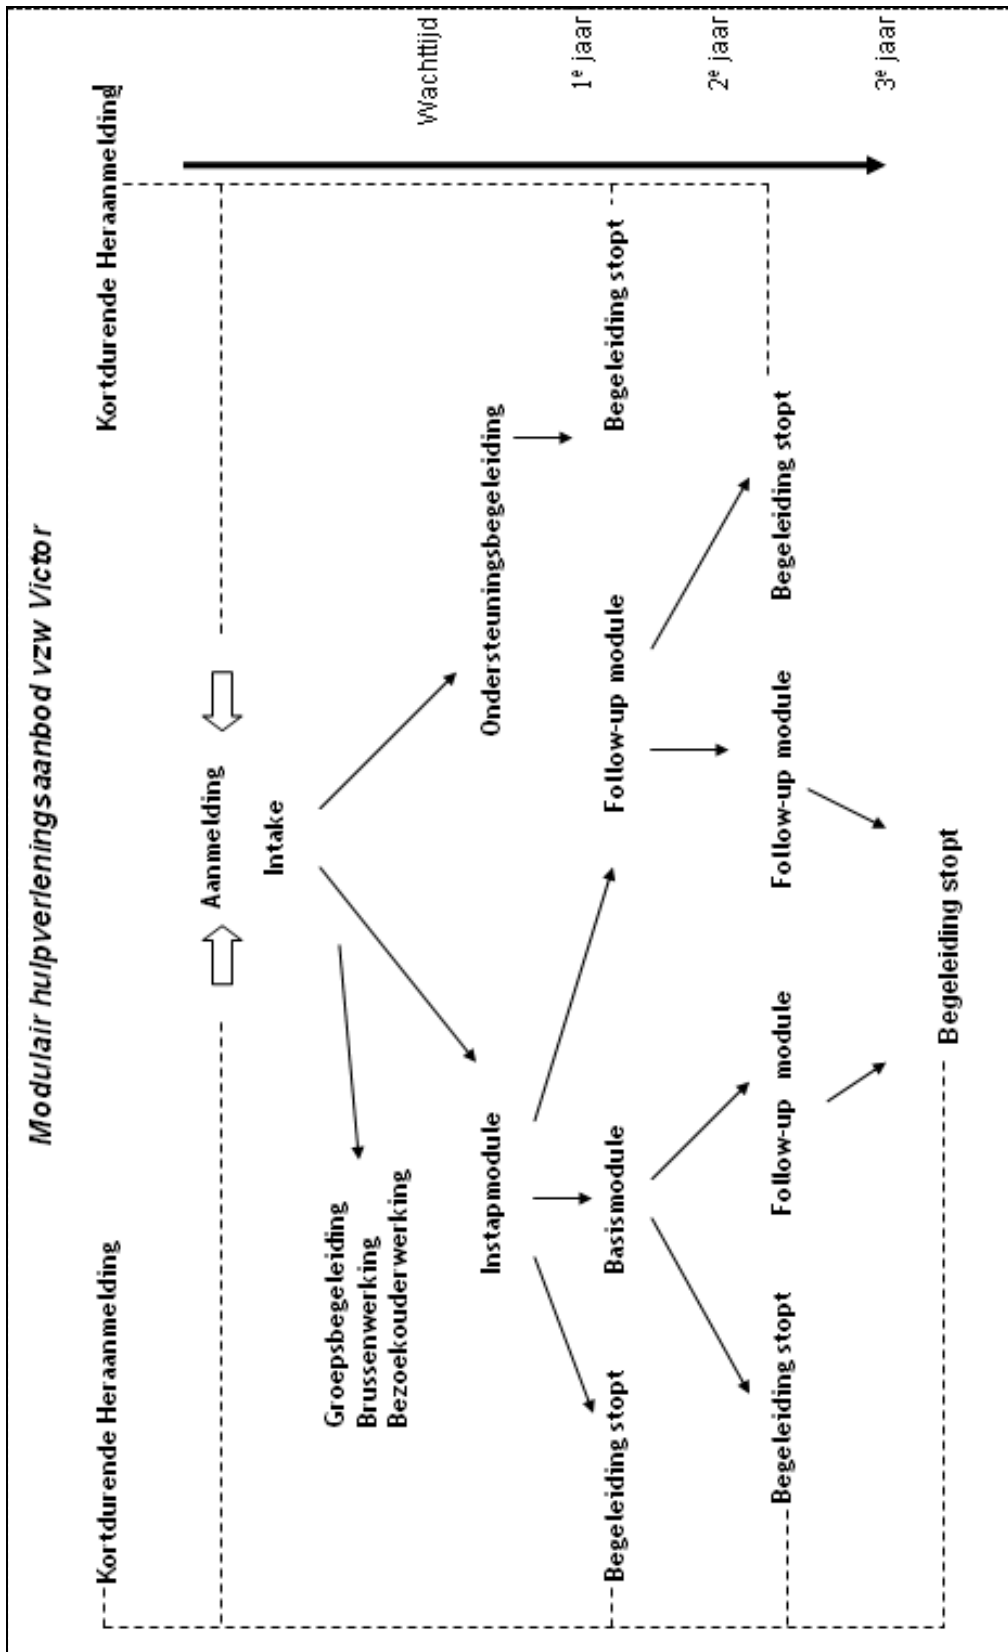 Modulair hulpverleningsaanbod vzw Victor
Kortdurende Heraanmelding
Kortdurende Heraanmelding
Aanmelding
Intake
Wachttijd
Groepsbegeleiding
Brussenwerking
Bezoekouderwerking
Instapmodule
Ondersteuningsbegeleiding
1e jaar
Begeleiding stopt
Basismodule
Follow-up module
Begeleiding stopt
2e jaar
Begeleiding stopt
Follow-up module
Follow-up module
Begeleiding stopt
3e jaar
Begeleiding stopt